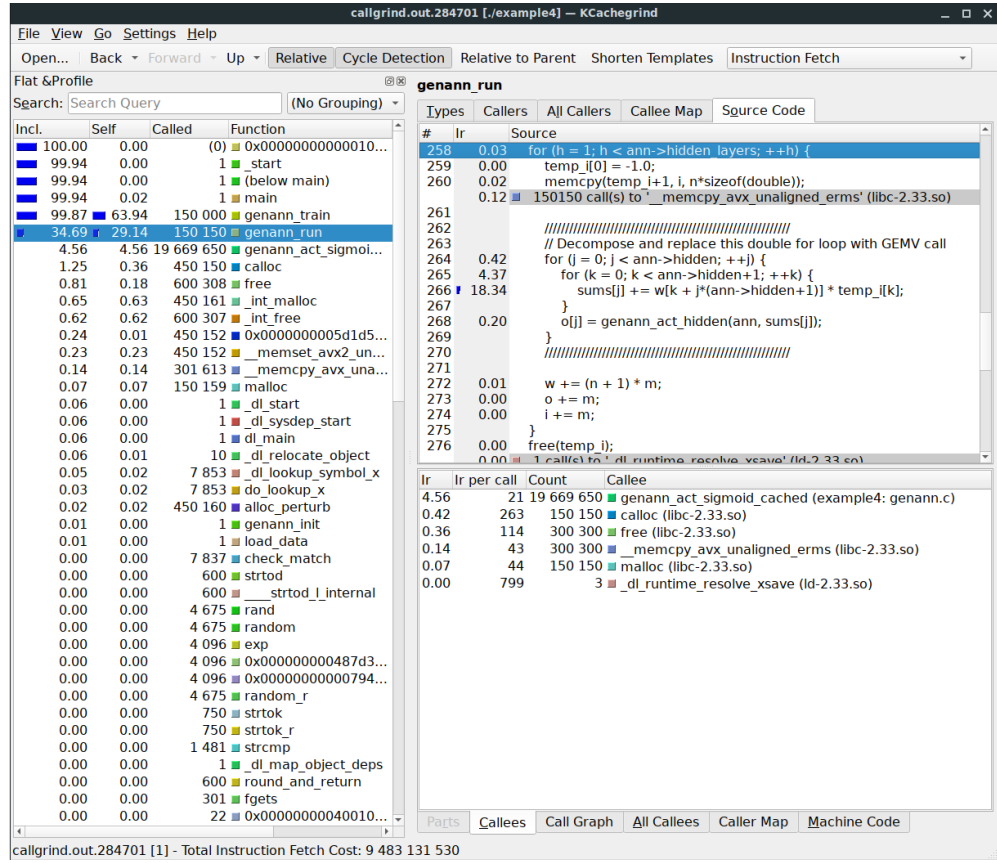 callgrind.out.284701 [./example4] — KCachegrind
File View Go Settings Help
Open... Back Forward Up Relative Cycle Detection Relative to Parent Shorten Templates Instruction Fetch
Flat &Profile
Search: Search Query (No Grouping)
Incl. Self Called Function
100.00 0.00 (0) 0x00000000000010...
99.94 0.00 1 _start
99.94 0.00 1 (below main)
99.94 0.02 1 main
99.87 63.94 150 000 genann_train
34.69 29.14 150 150 genann_run
4.56 4.56 19 669 650 genann_act_sigmoi...
1.25 0.36 450 150 calloc
0.81 0.18 600 308 free
0.65 0.63 450 161 _int_malloc
0.62 0.62 600 307 _int_free
0.24 0.01 450 152 0x0000000005d1d5...
0.23 0.23 450 152 __memset_avx2_un...
0.14 0.14 301 613 __memcpy_avx_una...
0.07 0.07 150 159 malloc
0.06 0.00 1 _dl_start
0.06 0.00 1 _dl_sysdep_start
0.06 0.00 1 dl_main
0.06 0.01 10 _dl_relocate_object
0.05 0.02 7 853 _dl_lookup_symbol_x
0.03 0.02 7 853 do_lookup_x
0.02 0.02 450 160 alloc_perturb
0.01 0.00 1 genann_init
0.01 0.00 1 load_data
0.00 0.00 7 837 check_match
0.00 0.00 600 strtod
0.00 0.00 600 ____strtod_l_internal
0.00 0.00 4 675 rand
0.00 0.00 4 675 random
0.00 0.00 4 096 exp
0.00 0.00 4 096 0x000000000487d3...
0.00 0.00 4 096 0x00000000000794...
0.00 0.00 4 675 random_r
0.00 0.00 750 strtok
0.00 0.00 750 strtok_r
0.00 0.00 1 481 strcmp
0.00 0.00 1 _dl_map_object_deps
0.00 0.00 600 round_and_return
0.00 0.00 301 fgets
0.00 0.00 22 0x00000000040010...
genann_run
Types Callers All Callers Callee Map Source Code
# Ir Source
258 0.03 for (h = 1; h < ann->hidden_layers; ++h) {
259 0.00 temp_i[0] = -1.0;
260 0.02 memcpy(temp_i+1, i, n*sizeof(double));
0.12 150150 call(s) to '__memcpy_avx_unaligned_erms' (libc-2.33.so)
261
262 ////////////////////////////////////////////////////////////
263 // Decompose and replace this double for loop with GEMV call
264 0.42 for (j = 0; j < ann->hidden; ++j) {
265 4.37 for (k = 0; k < ann->hidden+1; ++k) {
266 18.34 sums[j] += w[k + j*(ann->hidden+1)] * temp_i[k];
267 }
268 0.20 o[j] = genann_act_hidden(ann, sums[j]);
269 }
270 ////////////////////////////////////////////////////////////
271
272 0.01 w += (n + 1) * m;
273 0.00 o += m;
274 0.00 i += m;
275 }
276 0.00 free(temp_i);
0.00 1 call(s) to '_dl_runtime_resolve_xsave' (ld-2.33.so)
Ir Ir per call Count Callee
4.56 21 19 669 650 genann_act_sigmoid_cached (example4: genann.c)
0.42 263 150 150 calloc (libc-2.33.so)
0.36 114 300 300 free (libc-2.33.so)
0.14 43 300 300 __memcpy_avx_unaligned_erms (libc-2.33.so)
0.07 44 150 150 malloc (libc-2.33.so)
0.00 799 3 _dl_runtime_resolve_xsave (ld-2.33.so)
Parts Callees Call Graph All Callees Caller Map Machine Code
callgrind.out.284701 [1] - Total Instruction Fetch Cost: 9 483 131 530